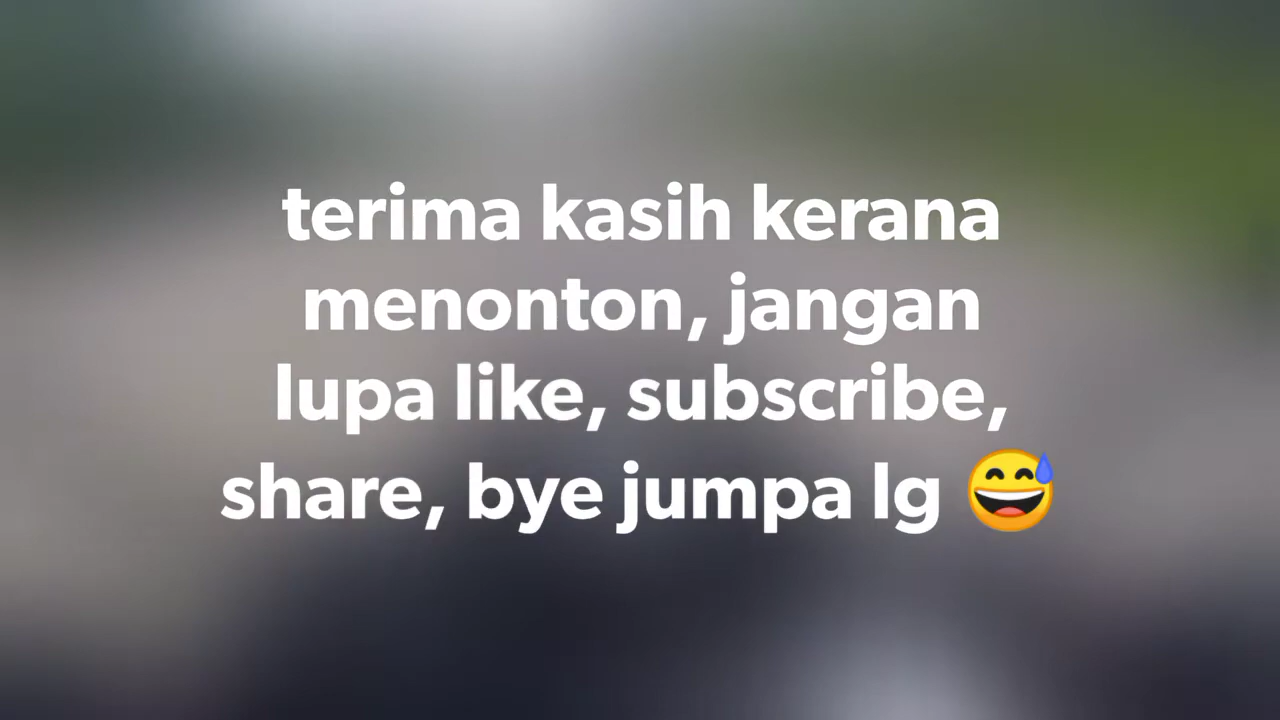 terima kasih kerana
menonton, jangan
lupa like, subscribe,
share, bye jumpa lg 😅